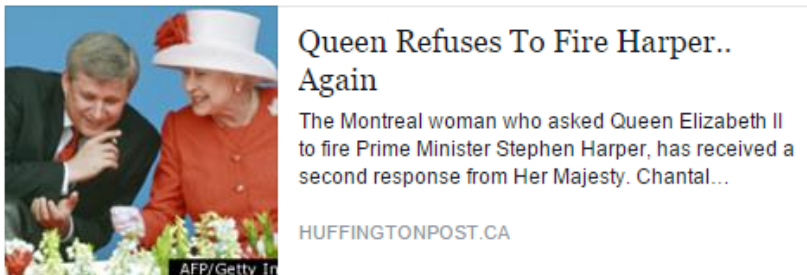 Queen Refuses To Fire Harper..
Again
The Montreal woman who asked Queen Elizabeth II
to fire Prime Minister Stephen Harper, has received a
second response from Her Majesty. Chantal...
HUFFINGTONPOST.CA
AFP/Getty In